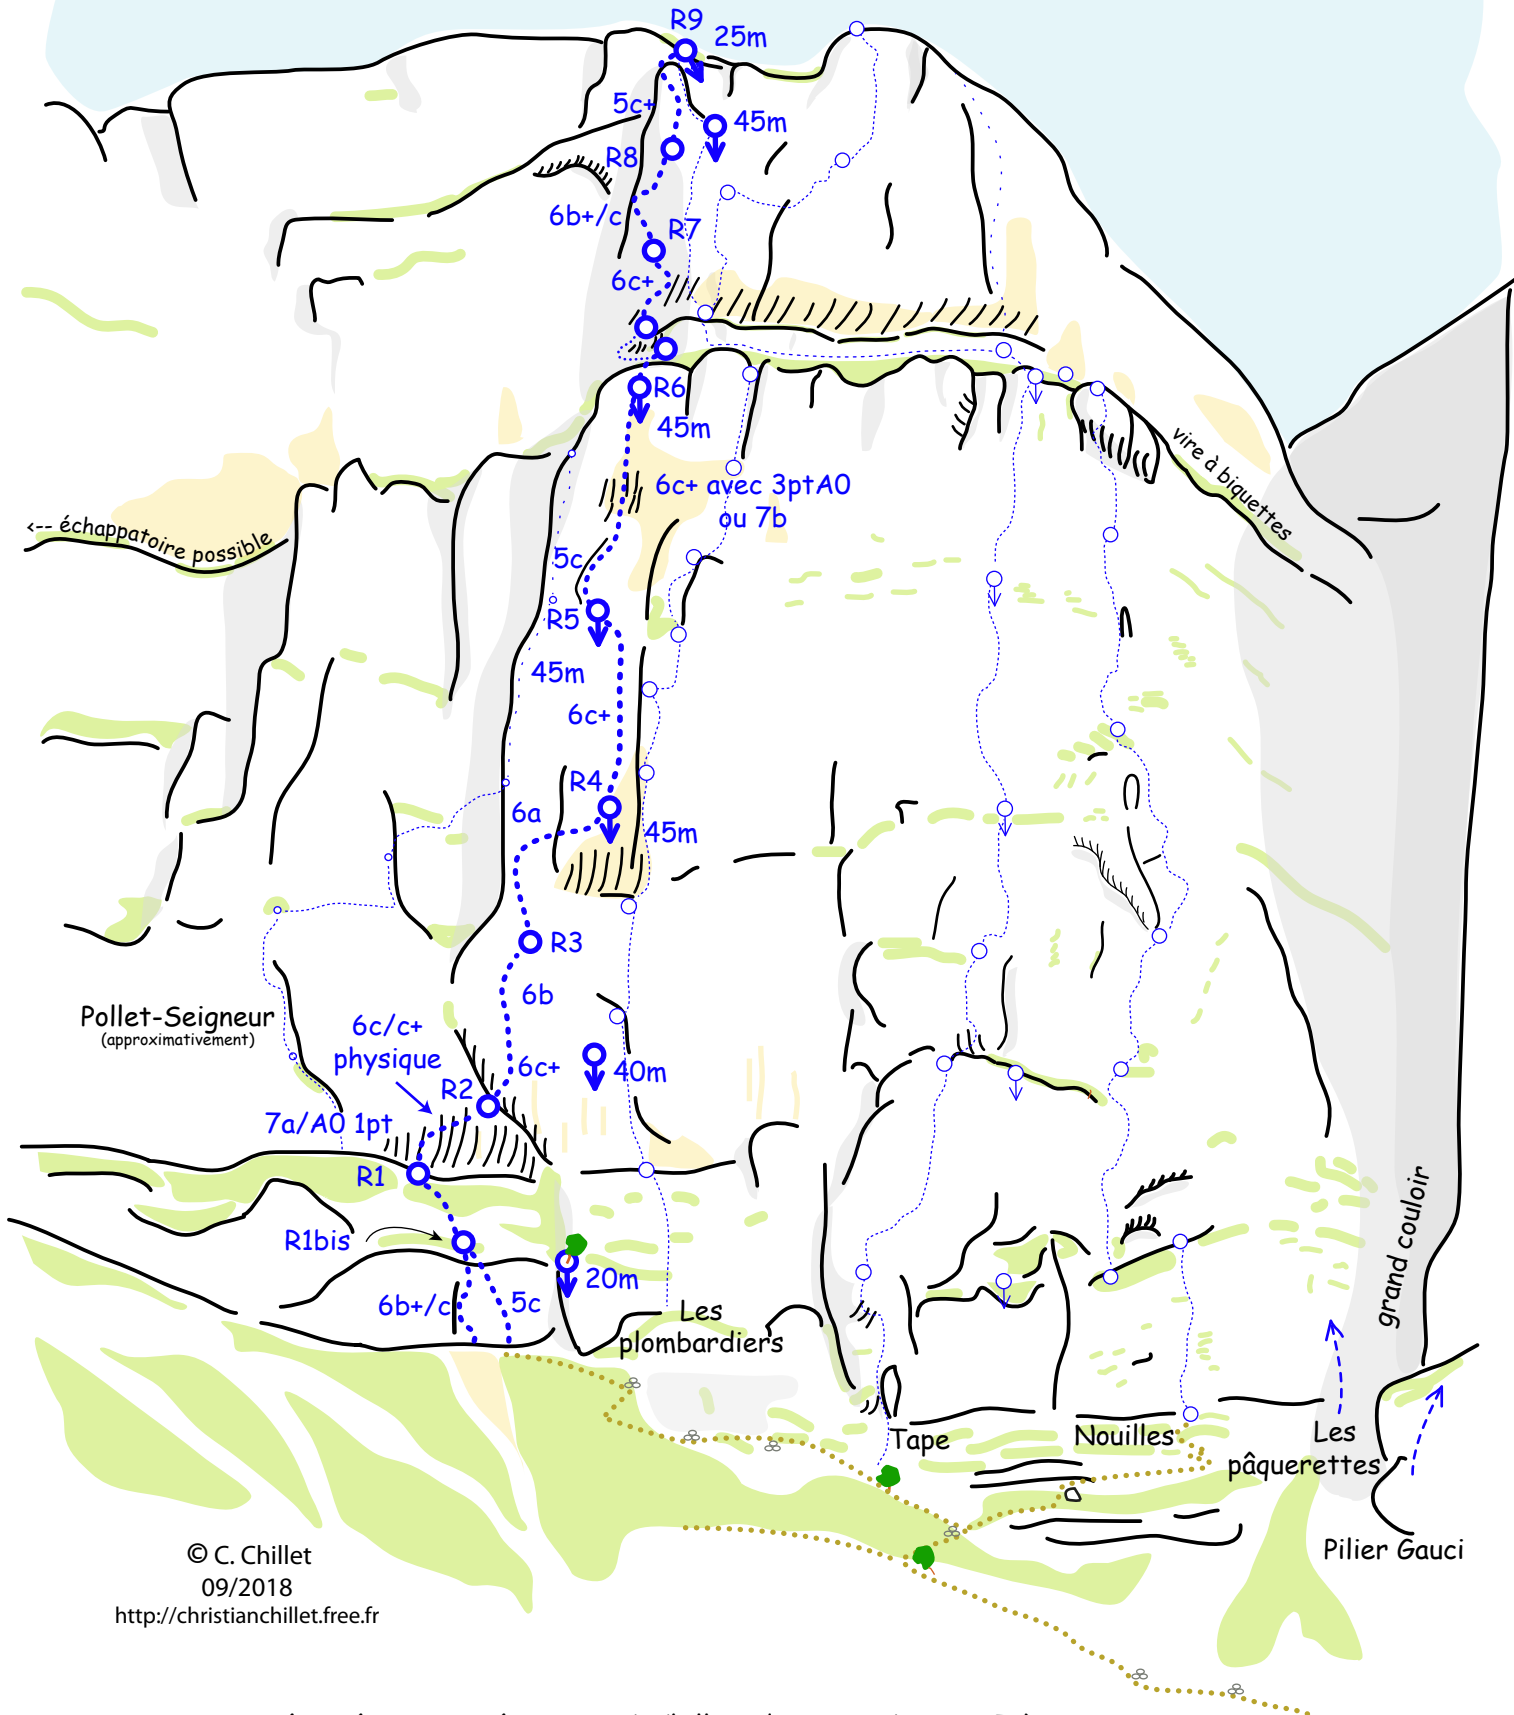 R9
25m
5c+
45m
R8
6b+/c
R7
6c+
R6
45m
vire à biquettes
6c+ avec 3ptA0
ou 7b
<-- échappatoire possible
5c
R5
45m
6c+
R4
6a
45m
R3
6b
Pollet-Seigneur
(approximativement)
6c/c+
physique
6c+
40m
R2
7a/A0 1pt
R1
R1bis
20m
6b+/c
5c
Les
plombardiers
grand couloir
Tape
Nouilles
Les
pâquerettes
Pilier Gauci
© C. Chillet
09/2018
http://christianchillet.free.fr